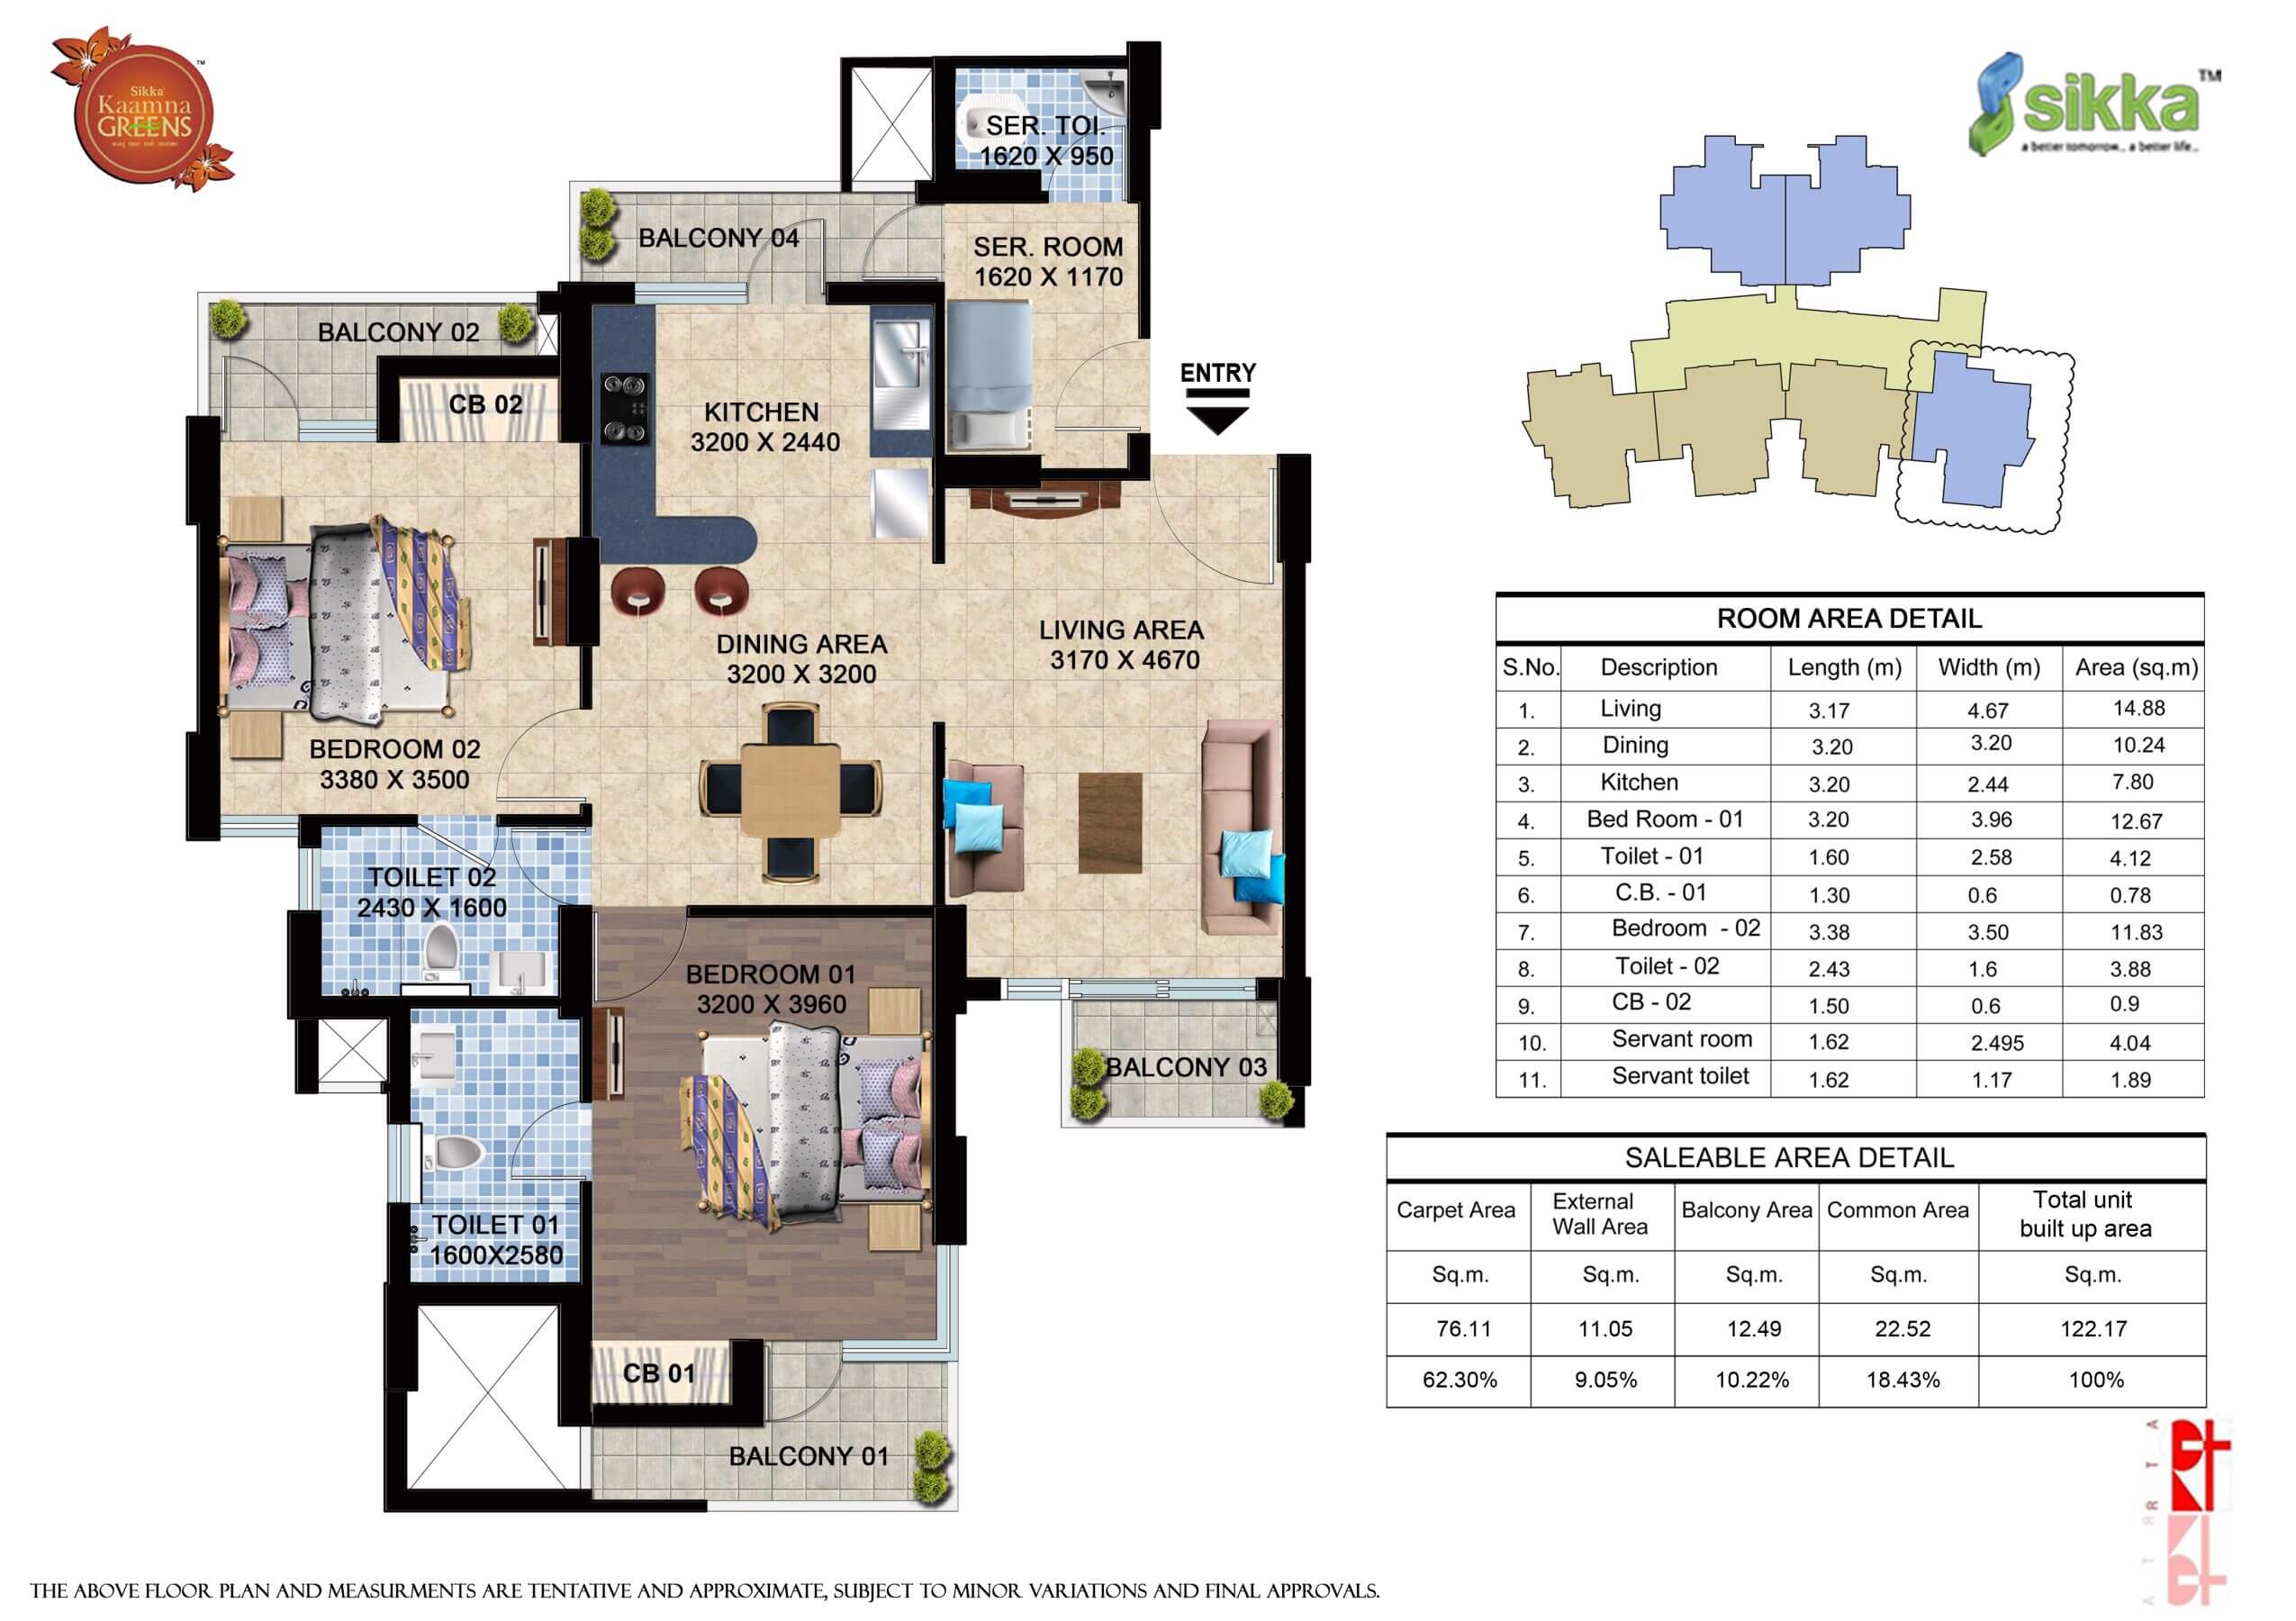 Sikka
Kaamna
GREENS
TM
sikka TM
a better tomorrow... a better life...
SER. TOI.
1620 X 950
BALCONY 04
SER. ROOM
1620 X 1170
BALCONY 02
CB 02
KITCHEN
3200 X 2440
ENTRY
DINING AREA
3200 X 3200
LIVING AREA
3170 X 4670
BEDROOM 02
3380 X 3500
TOILET 02
2430 X 1600
BEDROOM 01
3200 X 3960
BALCONY 03
TOILET 01
1600X2580
CB 01
BALCONY 01
ROOM AREA DETAIL
S.No. Description Length (m) Width (m) Area (sq.m)
1. Living 3.17 4.67 14.88
2. Dining 3.20 3.20 10.24
3. Kitchen 3.20 2.44 7.80
4. Bed Room - 01 3.20 3.96 12.67
5. Toilet - 01 1.60 2.58 4.12
6. C.B. - 01 1.30 0.6 0.78
7. Bedroom - 02 3.38 3.50 11.83
8. Toilet - 02 2.43 1.6 3.88
9. CB - 02 1.50 0.6 0.9
10. Servant room 1.62 2.495 4.04
11. Servant toilet 1.62 1.17 1.89
SALEABLE AREA DETAIL
Carpet Area External Wall Area Balcony Area Common Area Total unit built up area
Sq.m. Sq.m. Sq.m. Sq.m. Sq.m.
76.11 11.05 12.49 22.52 122.17
62.30% 9.05% 10.22% 18.43% 100%
THE ABOVE FLOOR PLAN AND MEASURMENTS ARE TENTATIVE AND APPROXIMATE, SUBJECT TO MINOR VARIATIONS AND FINAL APPROVALS.